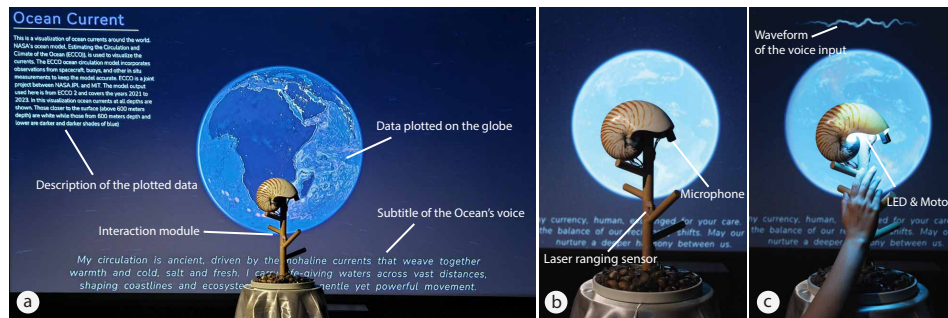 Ocean Current
This is a visualization of ocean currents around the world.
NASA's ocean model, Estimating the Circulation and
Climate of the Ocean (ECCO), is used to visualize the
currents. The ECCO ocean circulation model incorporates
observations from spacecraft, buoys, and other in situ
measurements to keep the model accurate. ECCO is a joint
project between NASA JPL and MIT. The model output
used here is from ECCO 2 and covers the years 2021 to
2023. In this visualization ocean currents at all depths are
shown. Those closer to the surface (above 600 meters
depth) are white while those from 600 meters depth and
lower are darker and darker shades of blue)
Data plotted on the globe
Description of the plotted data
Subtitle of the Ocean's voice
Interaction module
My circulation is ancient, driven by the mohaline currents that weave together
warmth and cold, salt and fresh. I carry life-giving waters across vast distances,
shaping coastlines and gentle yet powerful movement.
a
Microphone
my currency, human, for your care.
the balance of our shifts. May our
nurture a deeper harmony between us.
Laser ranging sensor
b
Waveform
of the voice input
LED & Moto
my currency, human, for your care.
the balance of our shifts. May our
nurture a deeper between us.
c